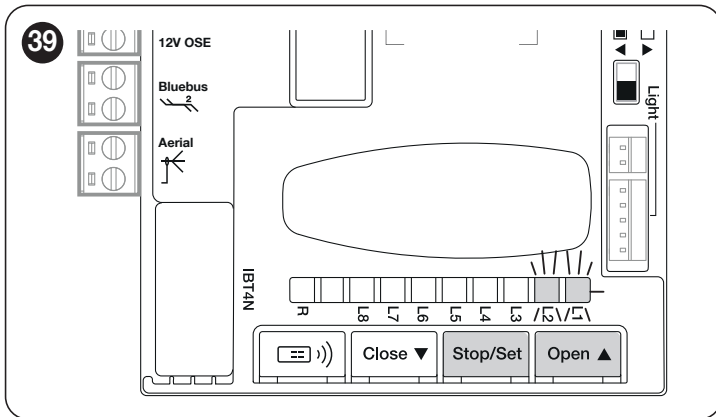 39
12V OSE
Bluebus
2
Aerial
Light
IBT4N
R L8 L7 L6 L5 L4 L3 L2 L1
Close ▼ Stop/Set Open ▲